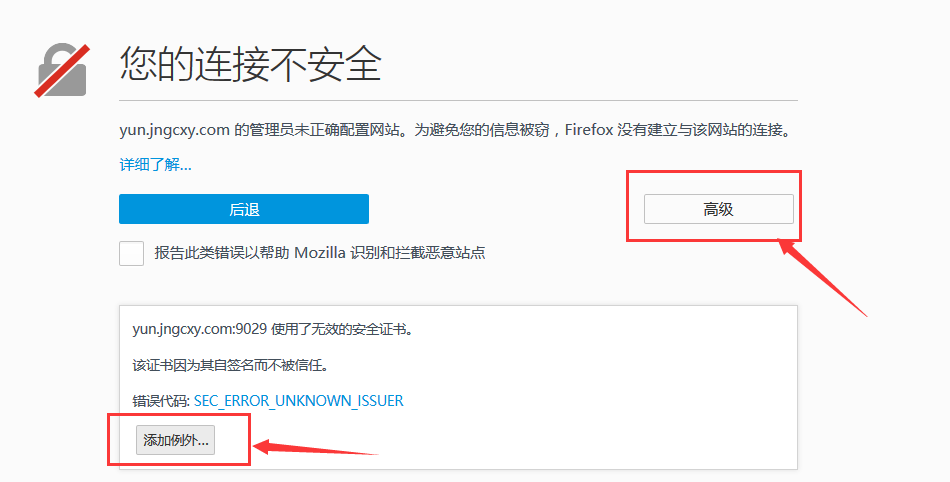 您的连接不安全
yun.jngcxy.com 的管理员未正确配置网站。为避免您的信息被窃，Firefox 没有建立与该网站的连接。
详细了解...
后退
高级
报告此类错误以帮助 Mozilla 识别和拦截恶意站点
yun.jngcxy.com:9029 使用了无效的安全证书。
该证书因为其自签名而不被信任。
错误代码: SEC_ERROR_UNKNOWN_ISSUER
添加例外...